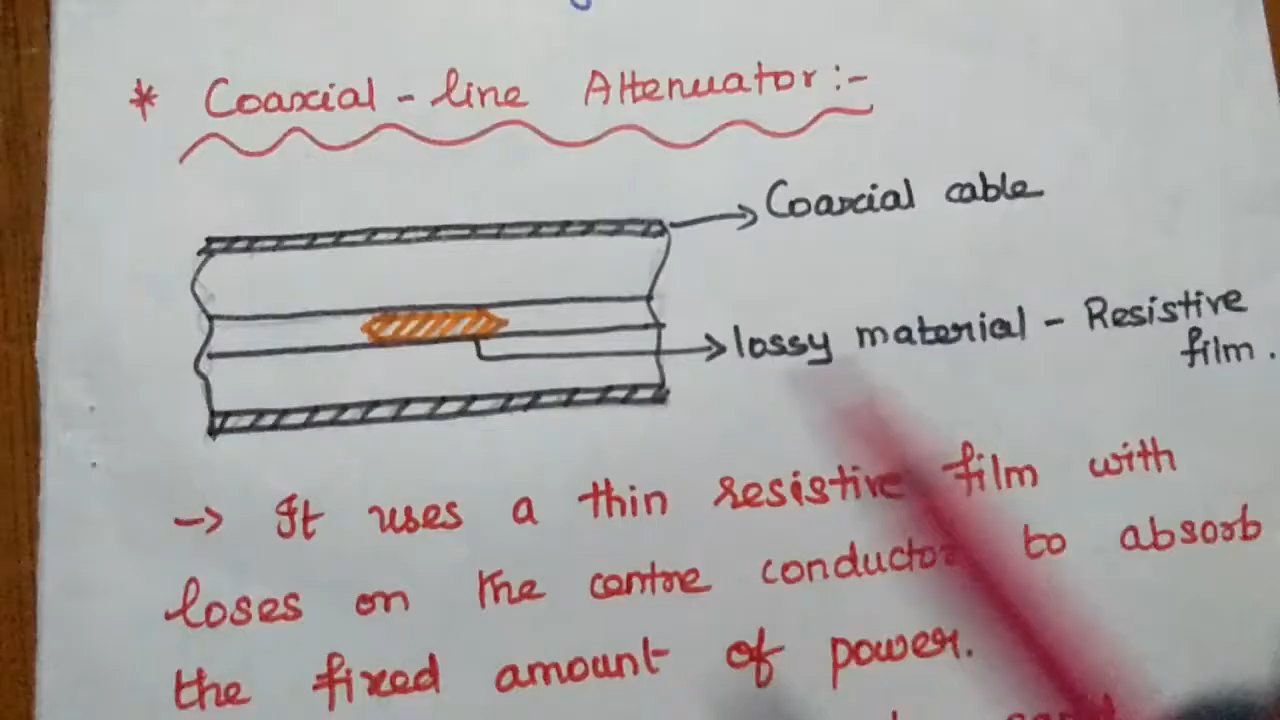 * Coaxial - line Attenuator :-
Coaxial cable
lossy material - Resistive
film.
-> It uses a thin resistive film with
loses on the centre conductor to absorb
the fixed amount of power.